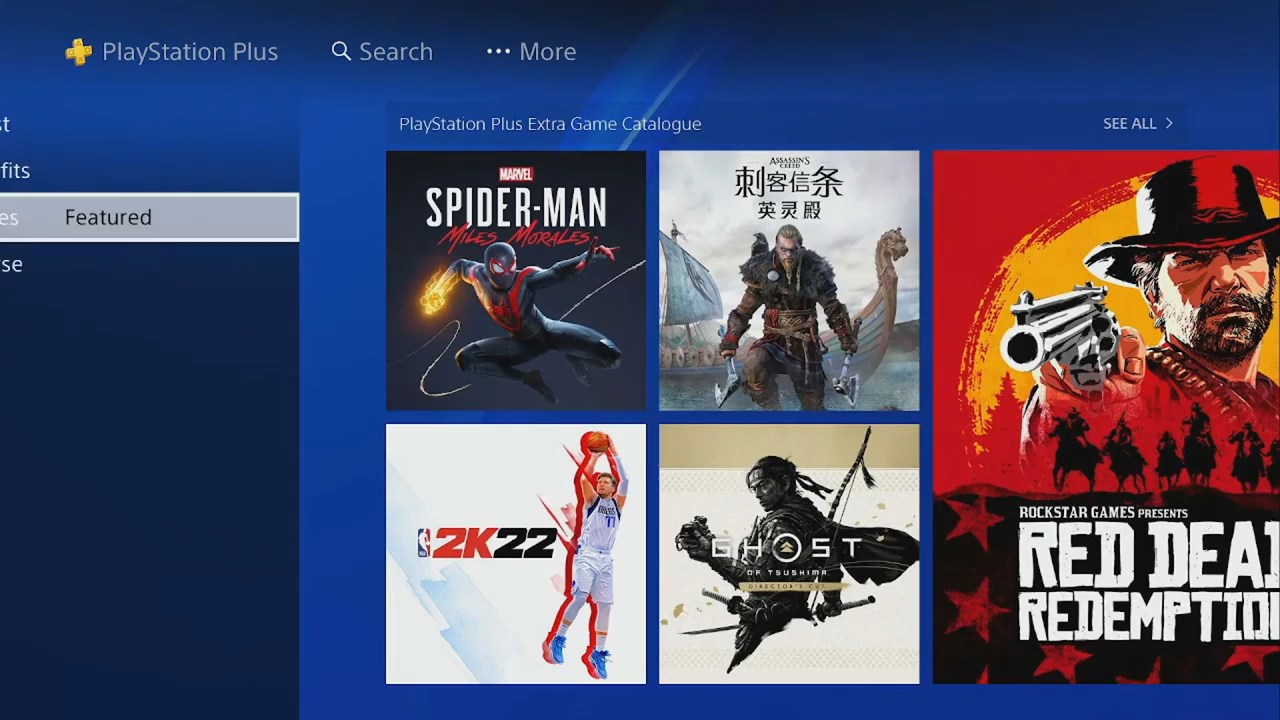 PlayStation Plus
Search
More
t
fits
es
Featured
se
PlayStation Plus Extra Game Catalogue
SEE ALL
MARVEL
SPIDER-MAN
MILES MORALES
ASSASSIN'S
CREED
刺客信条
英灵殿
NBA 2K22
77
GHOST
OF TSUSHIMA
DIRECTOR'S CUT
ROCKSTAR GAMES PRESENTS
RED DEA
REDEMPTIO